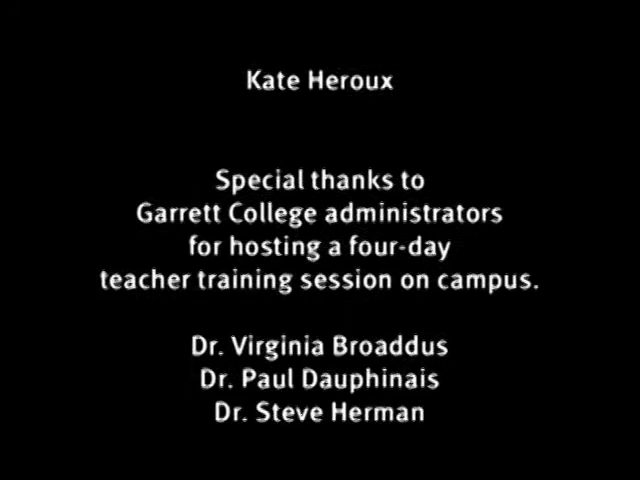 Kate Heroux
Special thanks to
Garrett College administrators
for hosting a four-day
teacher training session on campus.
Dr. Virginia Broaddus
Dr. Paul Dauphinais
Dr. Steve Herman